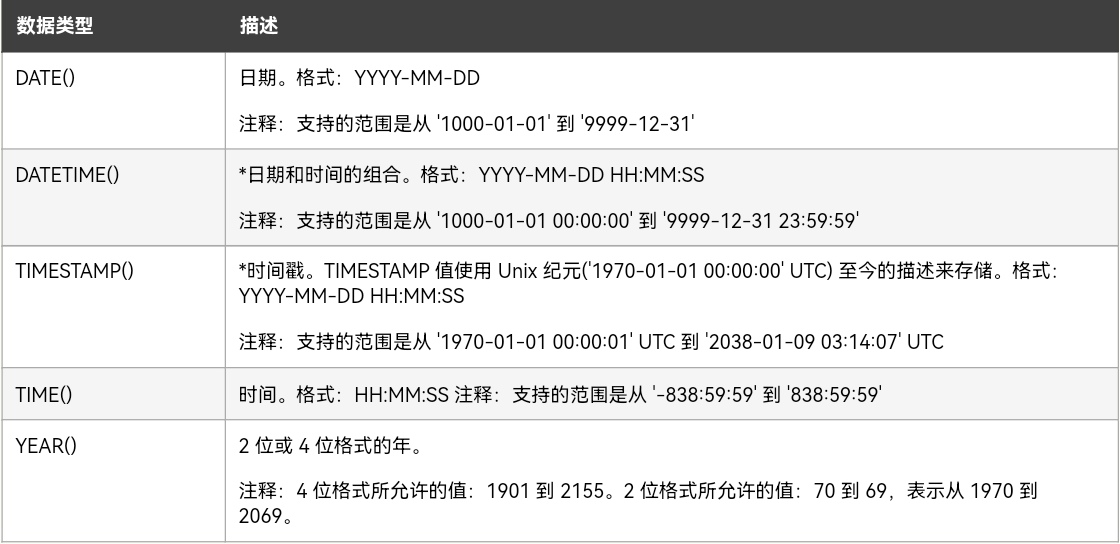 数据类型 描述
DATE() 日期。格式：YYYY-MM-DD
注释：支持的范围是从 '1000-01-01' 到 '9999-12-31'
DATETIME() *日期和时间的组合。格式：YYYY-MM-DD HH:MM:SS
注释：支持的范围是从 '1000-01-01 00:00:00' 到 '9999-12-31 23:59:59'
TIMESTAMP() *时间戳。TIMESTAMP 值使用 Unix 纪元('1970-01-01 00:00:00' UTC) 至今的描述来存储。格式：
YYYY-MM-DD HH:MM:SS
注释：支持的范围是从 '1970-01-01 00:00:01' UTC 到 '2038-01-09 03:14:07' UTC
TIME() 时间。格式：HH:MM:SS 注释：支持的范围是从 '-838:59:59' 到 '838:59:59'
YEAR() 2 位或 4 位格式的年。
注释：4 位格式所允许的值：1901 到 2155。2 位格式所允许的值：70 到 69，表示从 1970 到
2069。